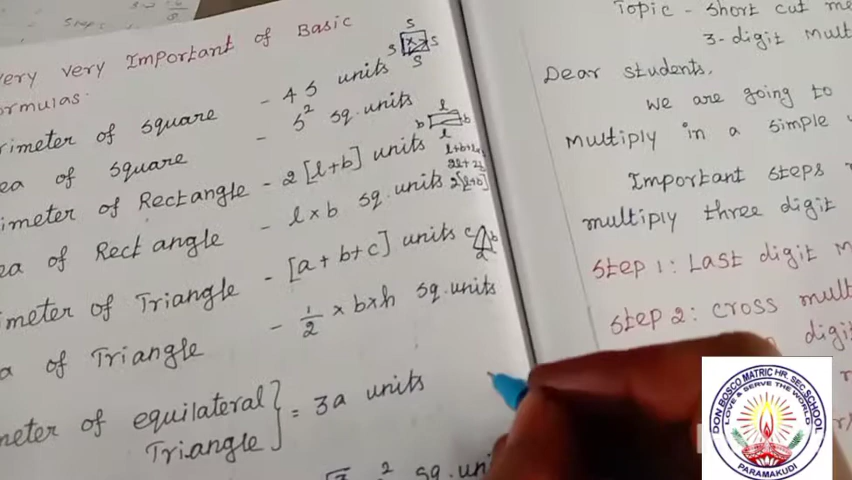 Very very Important of Basic
ormulas:
rimeter of square - 4S units
ea of square - S² sq.units
imeter of Rectangle - 2[l+b] units
ea of Rectangle - l×b sq.units
imeter of Triangle - [a+b+c] units
a of Triangle - 1/2 × b×h sq.units
meter of equilateral Triangle } = 3a units
sq.uni
S
S
S
S
l
b
b
l
2[l+b]
c
b
a
Topic - Short cut me
3-digit Mult
Dear students,
We are going to
Multiply in a simple
Important steps
multiply three digit
Step 1: Last digit M
Step 2: cross mult
digit
DON BOSCO MATRIC HR. SEC. SCHOOL
LOVE & SERVE THE WORLD
PARAMAKUDI